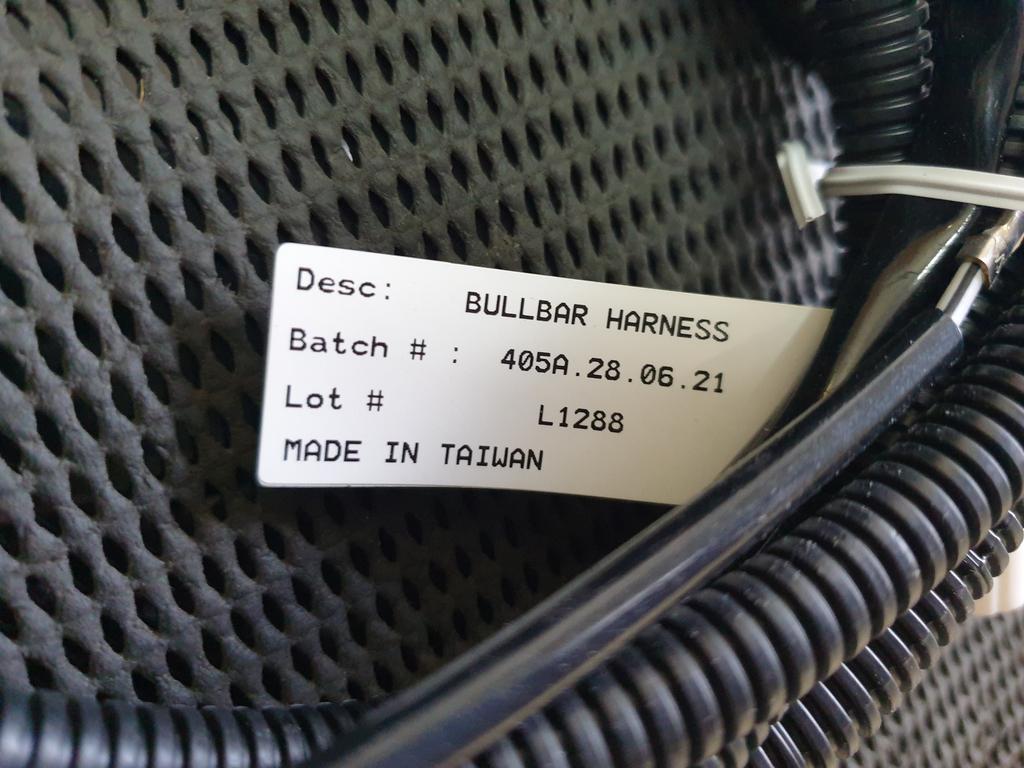 Desc: BULLBAR HARNESS
Batch # : 405A.28.06.21
Lot # L1288
MADE IN TAIWAN